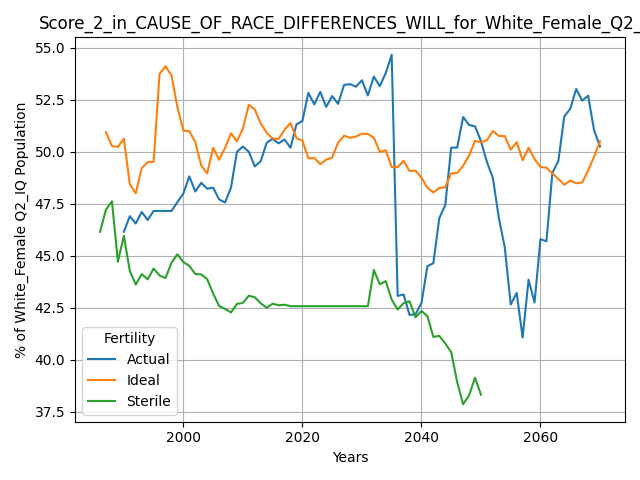 Score_2_in_CAUSE_OF_RACE_DIFFERENCES_WILL_for_White_Female_Q2_
55.0
52.5
50.0
47.5
45.0
42.5
40.0
37.5
% of White_Female Q2_IQ Population
Fertility
Actual
Ideal
Sterile
2000
2020
2040
2060
Years